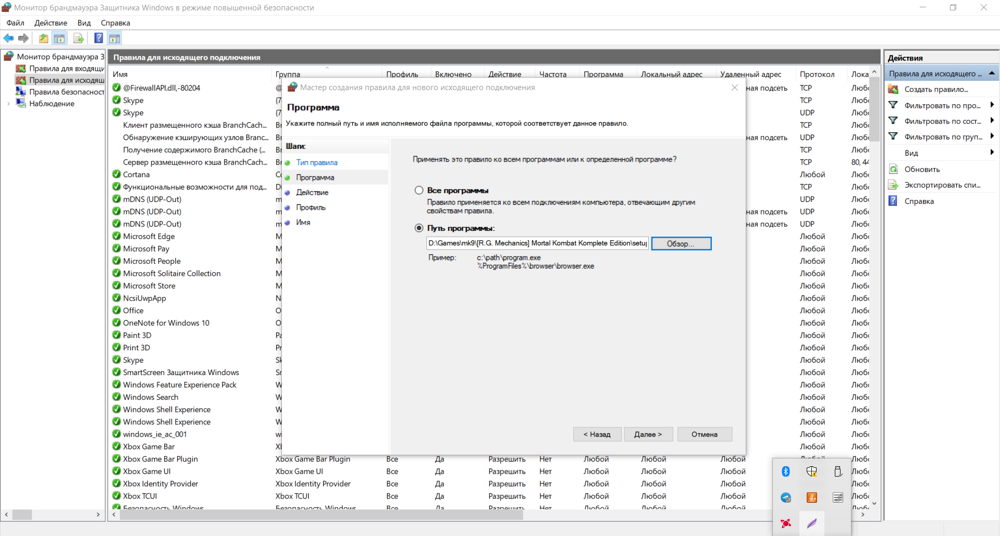 Монитор брандмауэра Защитника Windows в режиме повышенной безопасности
Файл Действие Вид Справка
Монитор брандмауэра З
Правила для входящи
Правила для исходящ
Правила безопасност
Наблюдение
Правила для исходящего подключения
Имя Группа Профиль Включено Действие Частота Программа Локальный адрес Удаленный адрес Протокол Лока
@FirewallAPI.dll,-80204 @ ная подсеть TCP Любо
Skype {7 TCP Любо
Skype {7 UDP Любо
Клиент размещенного кэша BranchCach... Br TCP Любо
Обнаружение кэширующих узлов Branc... Br ная подсеть UDP Любо
Получение содержимого BranchCache (... Br TCP Любо
Сервер размещенного кэша BranchCach... Br TCP 80, 44
Cortana Co Любой Любо
Функциональные возможности для под... Di TCP Любо
mDNS (UDP-Out) m UDP Любо
mDNS (UDP-Out) m ная подсеть UDP Любо
mDNS (UDP-Out) m ная подсеть UDP Любо
Microsoft Edge M Любой Любо
Microsoft Pay M Любой Любо
Microsoft People M Любой Любо
Microsoft Solitaire Collection M Любой Любо
Microsoft Store M Любой Любо
NcsiUwpApp N Любой Любо
Office O Любой Любо
OneNote for Windows 10 O Любой Любо
Paint 3D Pa Любой Любо
Print 3D Pr Любой Любо
Skype Sk Любой Любо
SmartScreen Защитника Windows Sr Любой Любо
Windows Feature Experience Pack W Любой Любо
Windows Search W Любой Любо
Windows Shell Experience W Любой Любо
Windows Shell Experience W Любой Любо
windows_ie_ac_001 wi Любой Любо
Xbox Game Bar Xl Любой Любо
Xbox Game Bar Plugin Xbox Game Bar Plugin Все Да Разрешить Нет Любой Любой Любой
Xbox Game UI Xbox Game UI Все Да Разрешить Нет Любой Любой Любой Любо
Xbox Identity Provider Xbox Identity Provider Все Да Разрешить Нет Любой Любой Любой Любо
Xbox TCUI Xbox TCUI Все Да Разрешить Нет Любой Любой Любой Любо
Безопасность Windows Безопасность Windows Все Да Разрешить Нет Любой Любой Любой Любо
Мастер создания правила для нового исходящего подключения
Программа
Укажите полный путь и имя исполняемого файла программы, которой соответствует данное правило.
Шаги:
Тип правила
Программа
Действие
Профиль
Имя
Применять это правило ко всем программам или к определенной программе?
Все программы
Правило применяется ко всем подключениям компьютера, отвечающим другим
свойствам правила.
Путь программы:
D:\Games\mk9\[R.G. Mechanics] Mortal Kombat Komplete Edition\setup Обзор...
Пример: c:\path\program.exe
%ProgramFiles%\browser\browser.exe
< Назад Далее > Отмена
Действия
Правила для исходящего ...
Создать правило...
Фильтровать по про...
Фильтровать по сост...
Фильтровать по груп...
Вид
Обновить
Экспортировать спи...
Справка